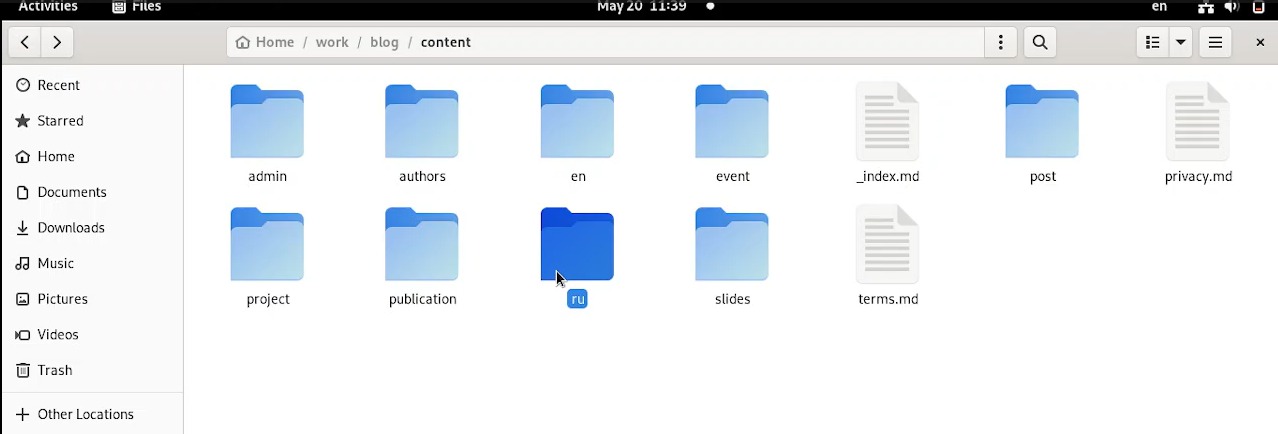 Activities Files May 20 11:39 en
Home / work / blog / content
Recent
Starred
Home
Documents
Downloads
Music
Pictures
Videos
Trash
Other Locations
admin authors en event _index.md post privacy.md
project publication ru slides terms.md